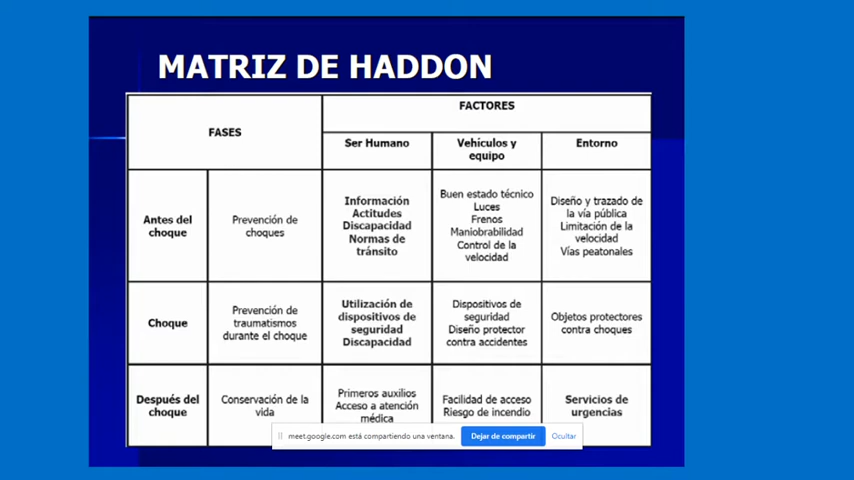 MATRIZ DE HADDON
FASES
FACTORES
Ser Humano
Vehículos y
equipo
Entorno
Antes del
choque
Prevención de
choques
Información
Actitudes
Discapacidad
Normas de
tránsito
Buen estado técnico
Luces
Frenos
Maniobrabilidad
Control de la
velocidad
Diseño y trazado de
la vía pública
Limitación de la
velocidad
Vías peatonales
Choque
Prevención de
traumatismos
durante el choque
Utilización de
dispositivos de
seguridad
Discapacidad
Dispositivos de
seguridad
Diseño protector
contra accidentes
Objetos protectores
contra choques
Después del
choque
Conservación de la
vida
Primeros auxilios
Acceso a atención
médica
Facilidad de acceso
Riesgo de incendio
Servicios de
urgencias
meet.google.com está compartiendo una ventana.
Dejar de compartir
Ocultar